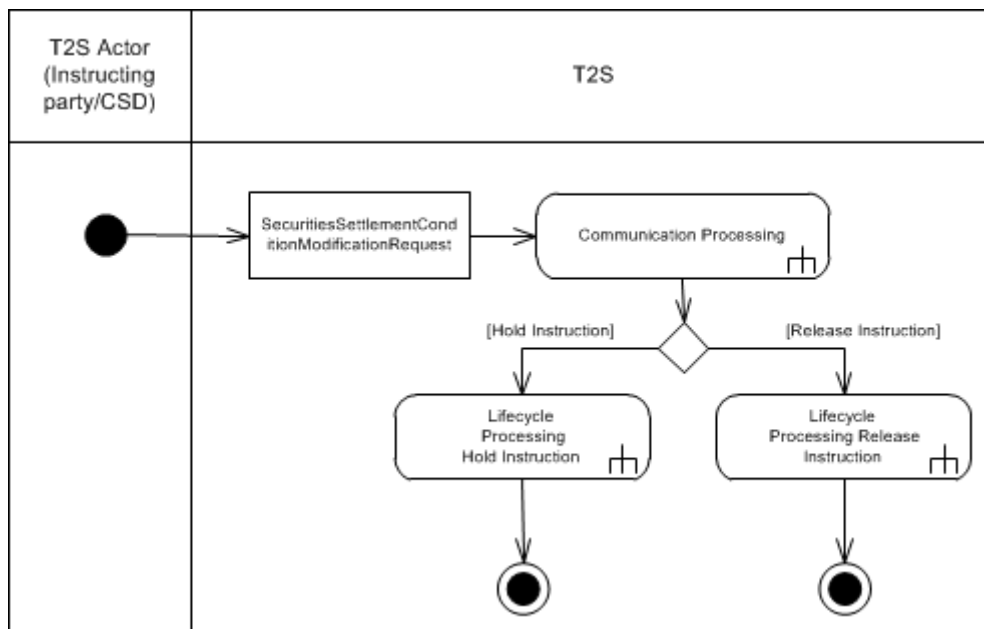 T2S Actor
(Instructing
party/CSD)
T2S
SecuritiesSettlementCond
itionModificationRequest
Communication Processing
[Hold Instruction]
[Release Instruction]
Lifecycle
Processing
Hold Instruction
Lifecycle
Processing Release
Instruction